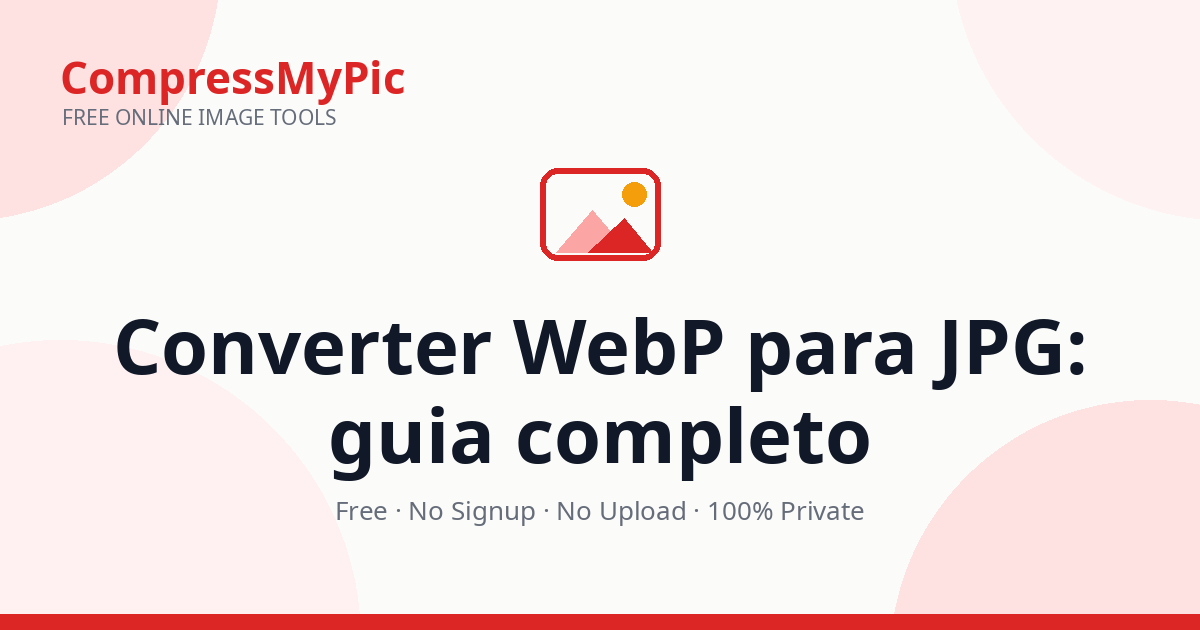 CompressMyPic
FREE ONLINE IMAGE TOOLS
Converter WebP para JPG:
guia completo
Free · No Signup · No Upload · 100% Private